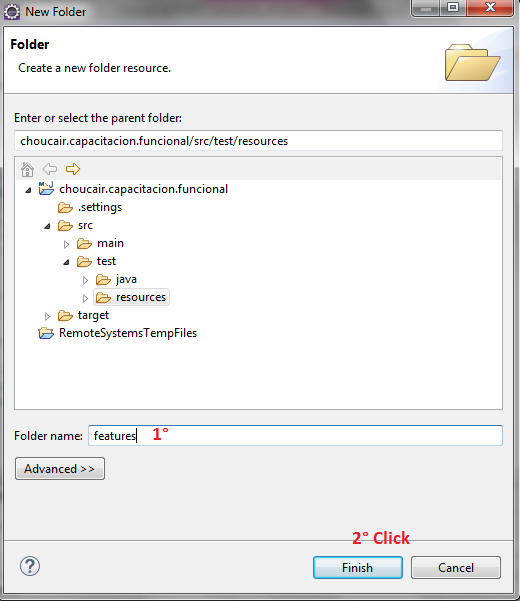 New Folder
Folder
Create a new folder resource.
Enter or select the parent folder:
choucair.capacitacion.funcional/src/test/resources
choucair.capacitacion.funcional
.settings
src
main
test
java
resources
target
RemoteSystemsTempFiles
Folder name: features 1°
Advanced >>
2° Click
Finish Cancel